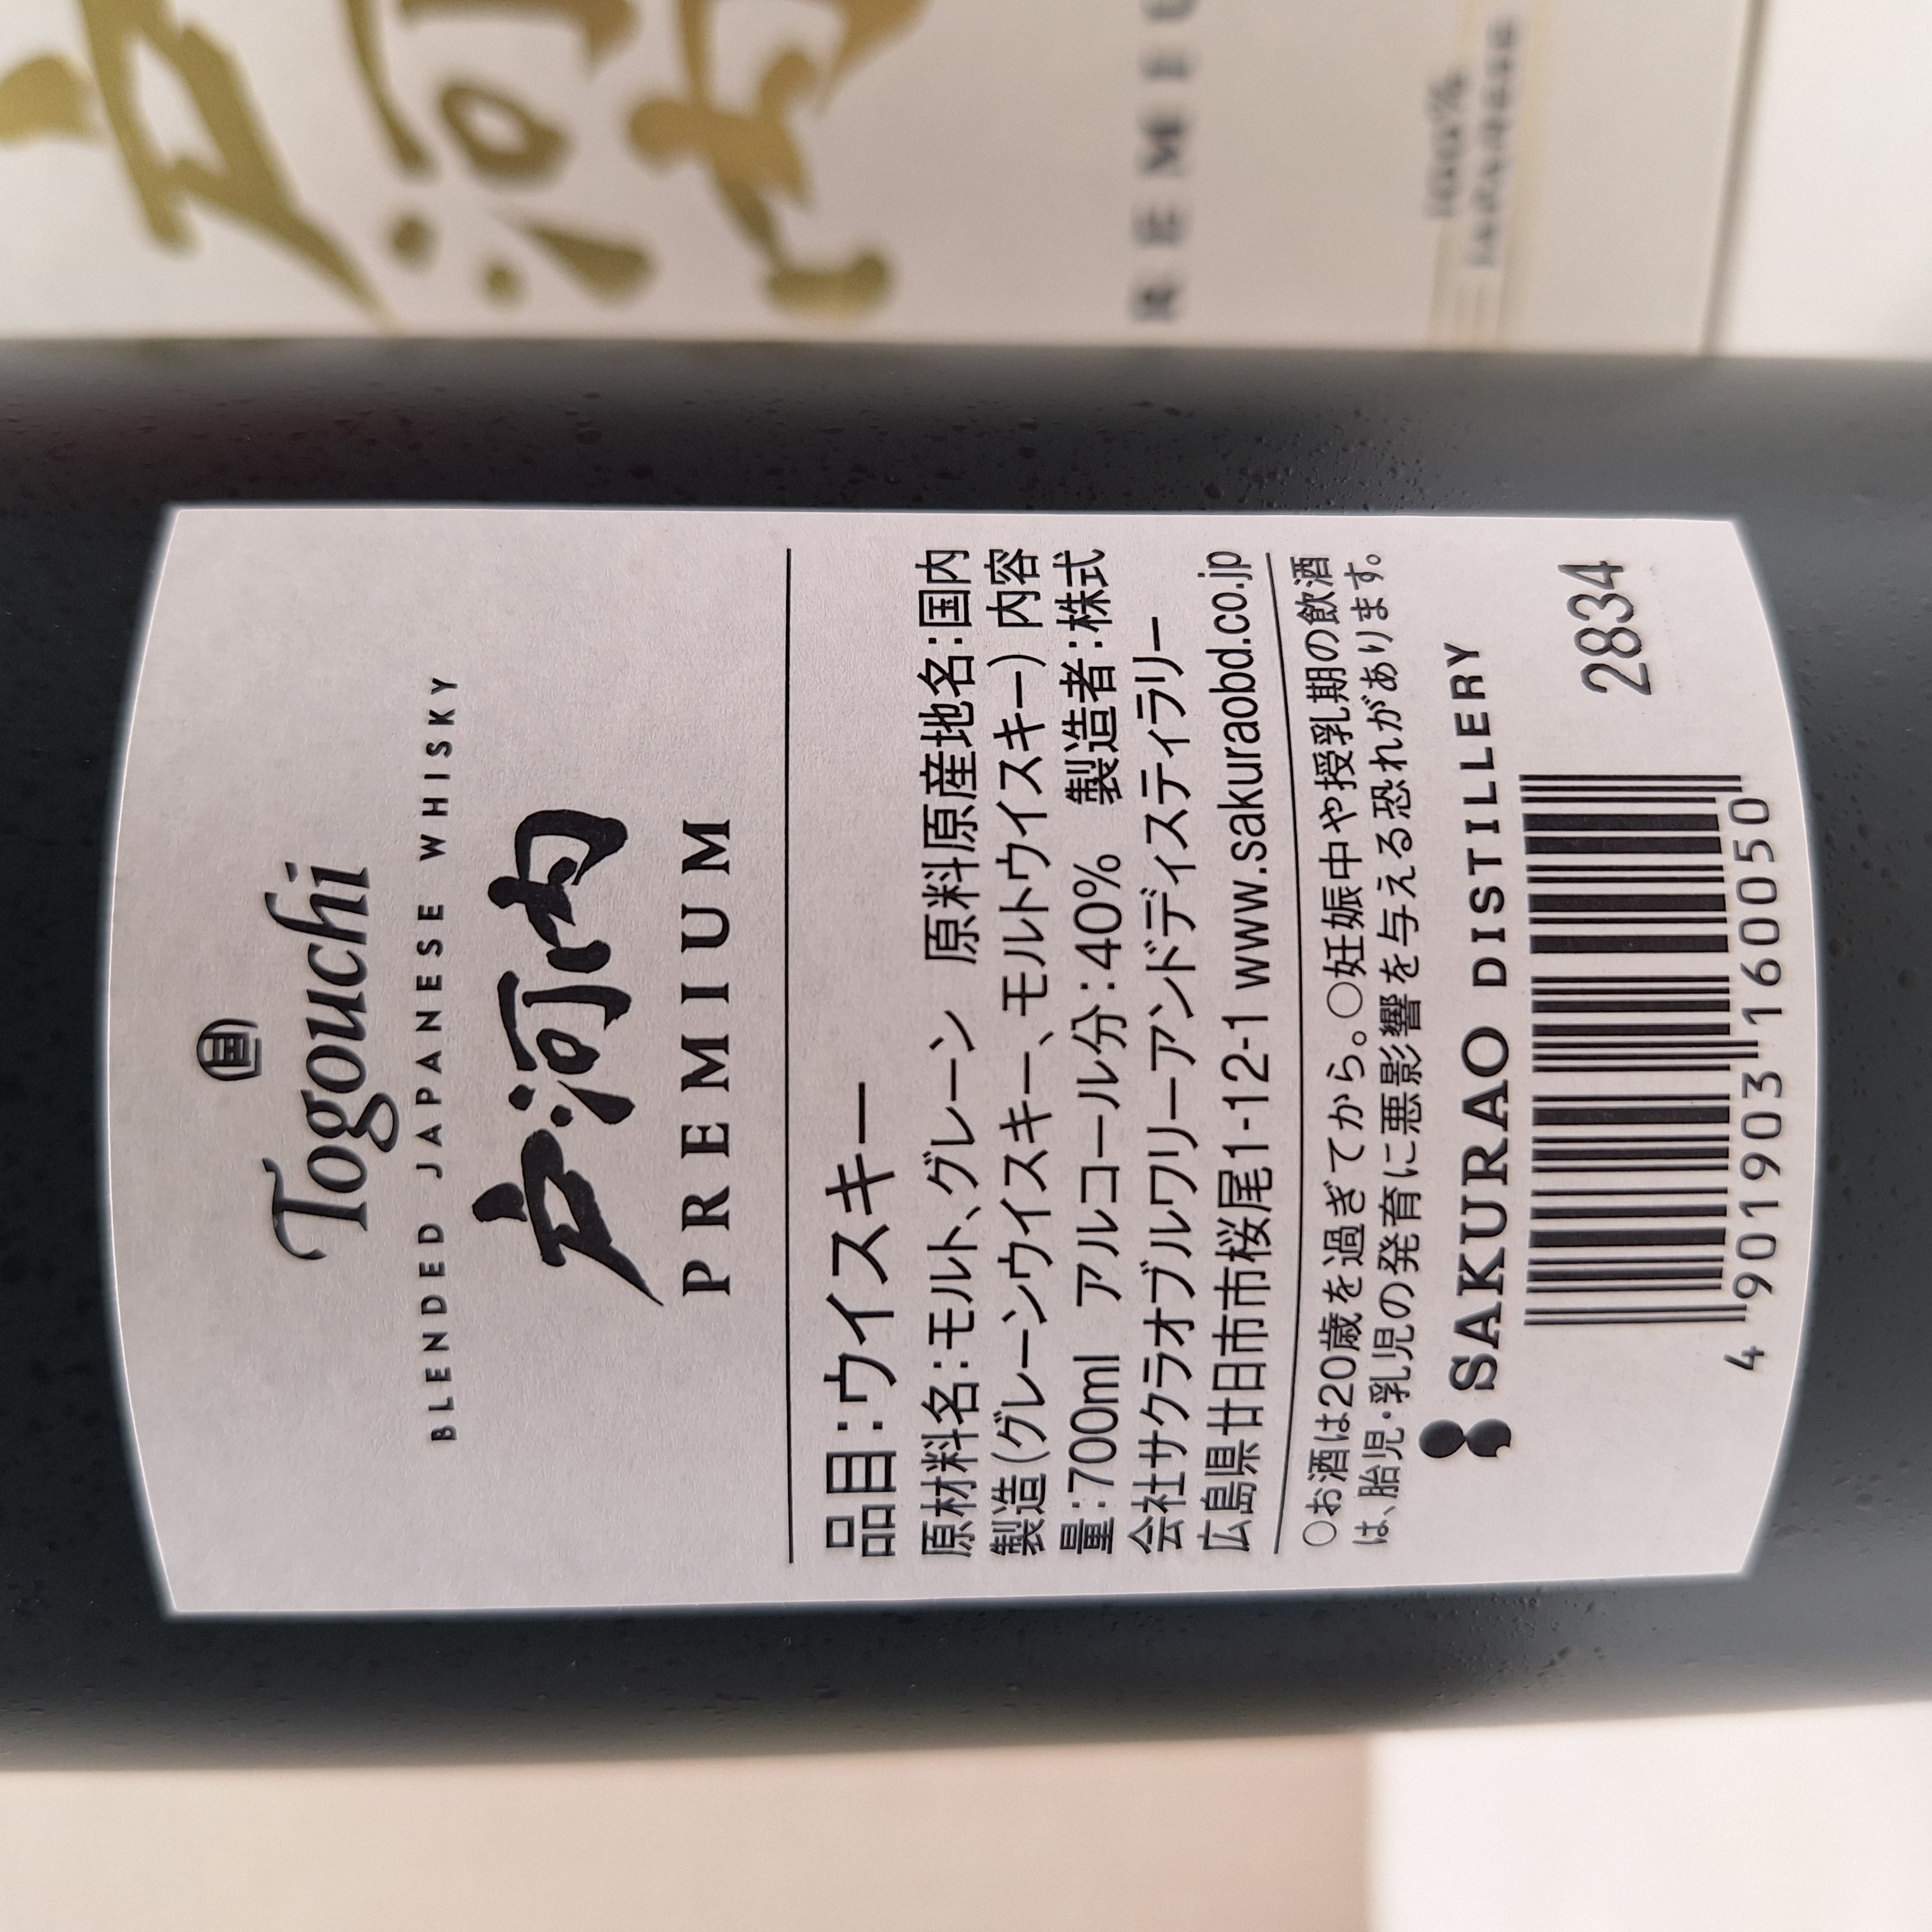 国
Togouchi
BLENDED JAPANESE WHISKY
戸河内
PREMIUM
品目:ウイスキー
原材料名:モルト、グレーン 原料原産地名:国内
製造(グレーンウイスキー、モルトウイスキー) 内容
量:700ml アルコール分:40% 製造者:株式
会社サクラオブルワリーアンドディスティラリー
広島県廿日市市桜尾1-12-1 www.sakuraobd.co.jp
○お酒は20歳を過ぎてから。○妊娠中や授乳期の飲酒
は、胎児・乳児の発育に悪影響を与える恐れがあります。
SAKURAO DISTILLERY
2834
4 901903 160050
戸河内
REMIU
100%
JAPANESE